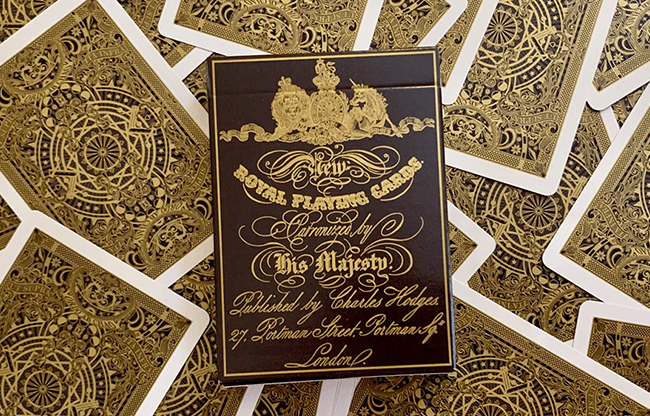 New
ROYAL PLAYING CARDS.
Patronized by
His Majesty
Published by Charles Hodges.
27, Portman Street Portman Sq.
London